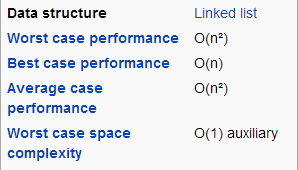 Data structure Linked list
Worst case performance O(n²)
Best case performance O(n)
Average case O(n²)
performance
Worst case space O(1) auxiliary
complexity